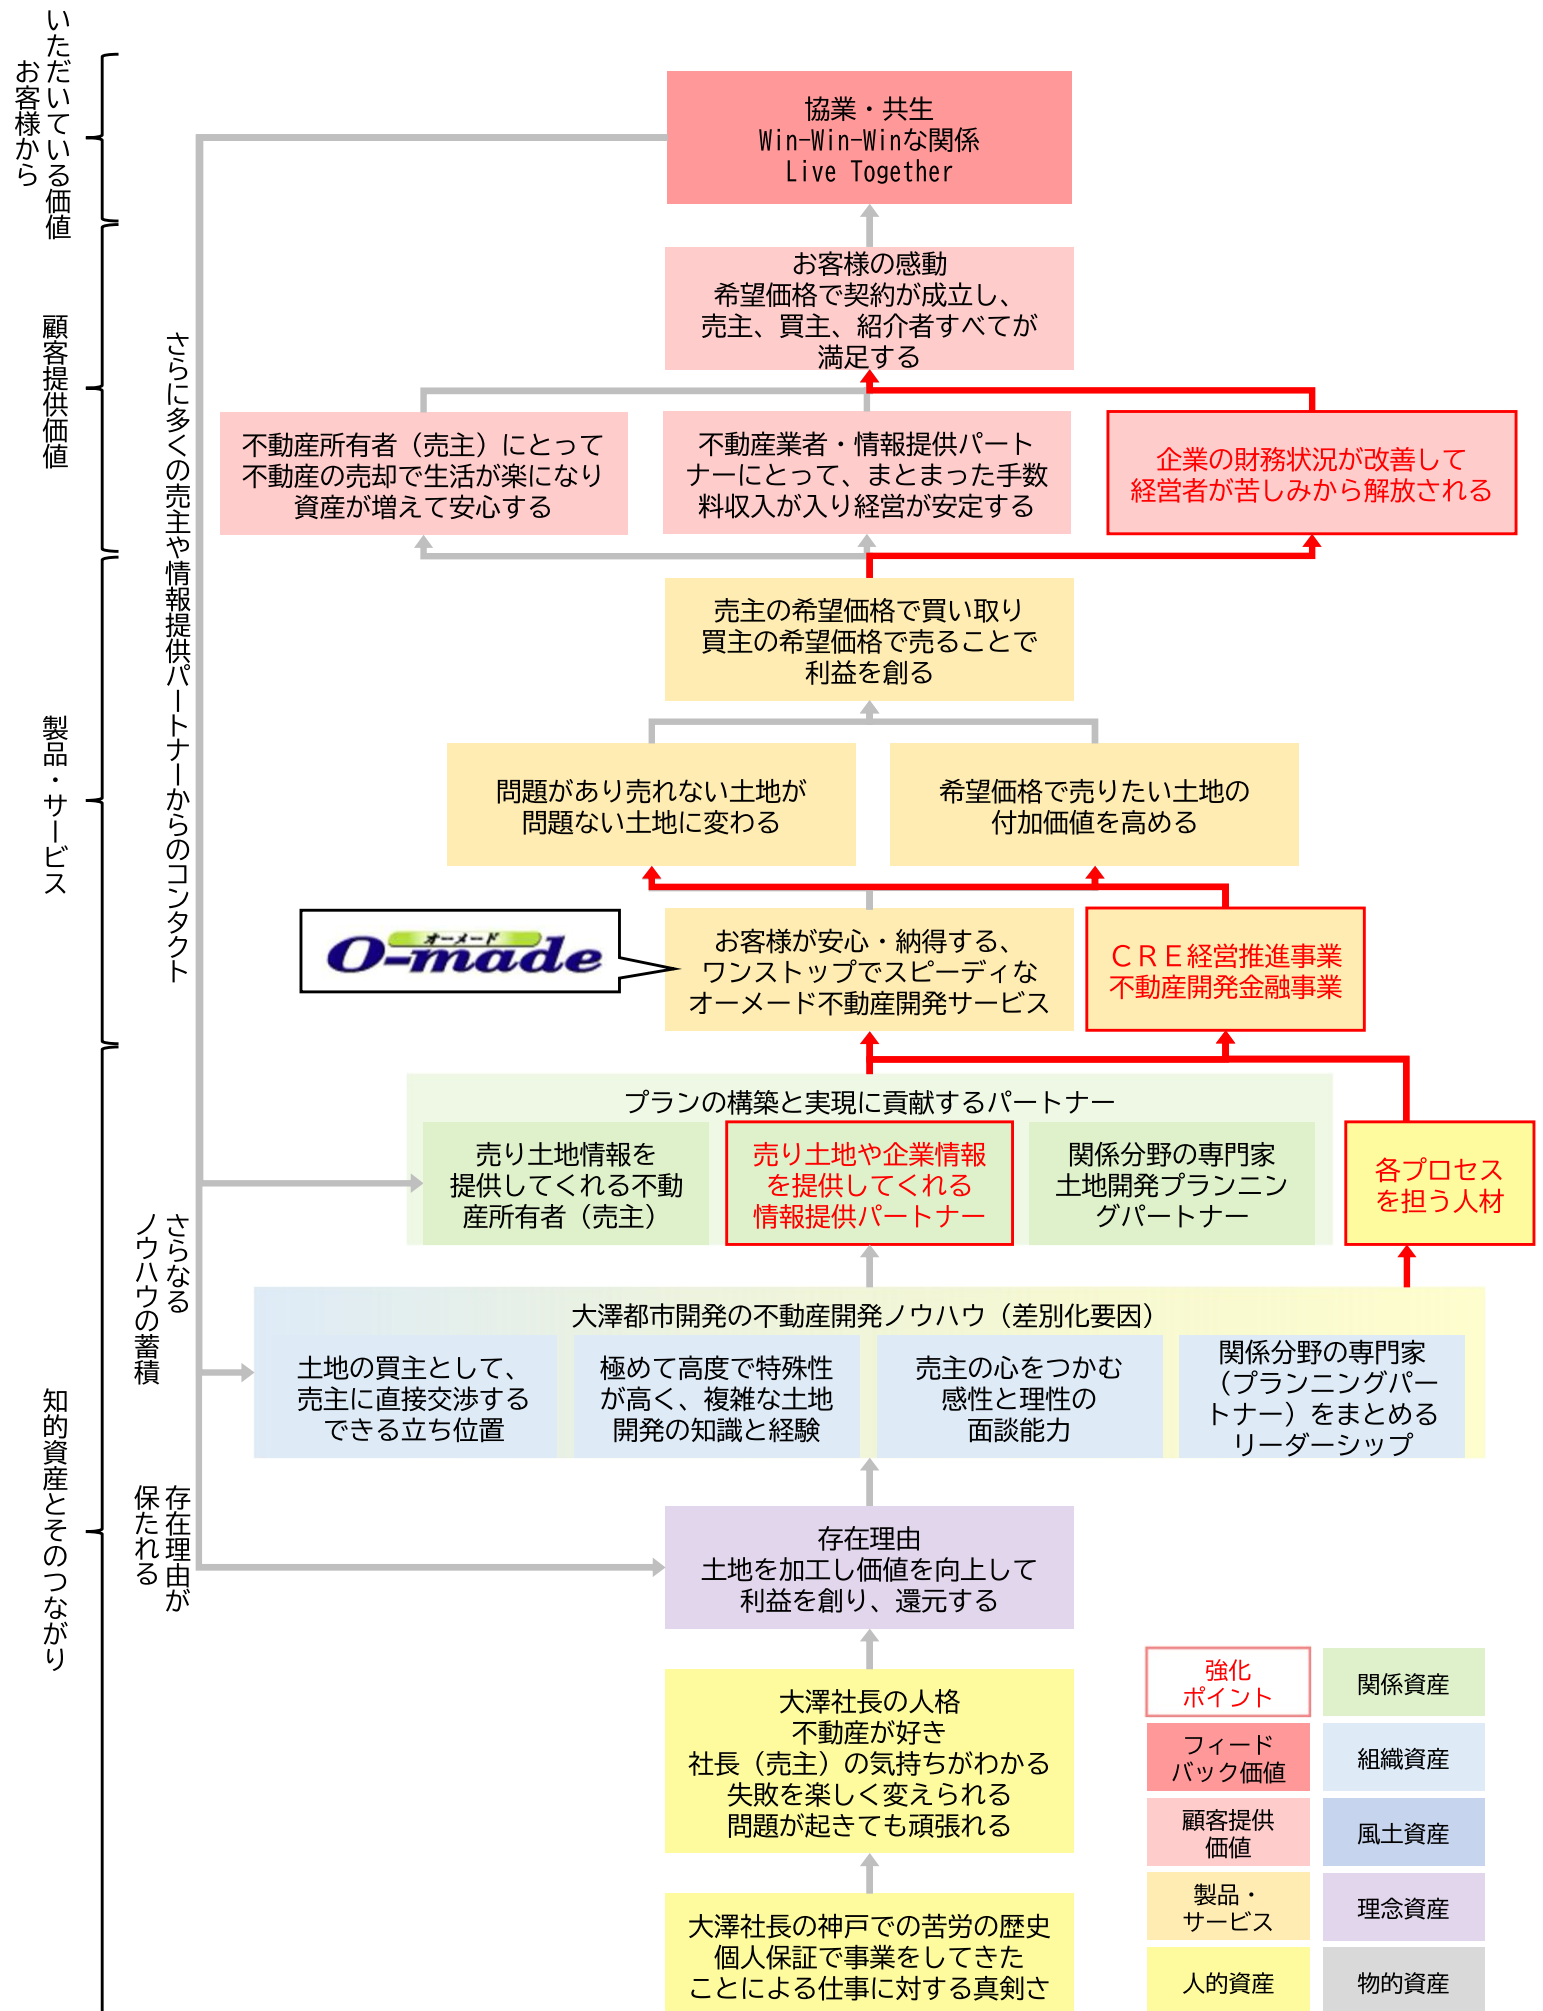 お客様から
いただいている価値
協業・共生
Win-Win-Winな関係
Live Together
顧客提供価値
お客様の感動
希望価格で契約が成立し、
売主、買主、紹介者すべてが
満足する
不動産所有者（売主）にとって
不動産の売却で生活が楽になり
資産が増えて安心する
不動産業者・情報提供パート
ナーにとって、まとまった手数
料収入が入り経営が安定する
企業の財務状況が改善して
経営者が苦しみから解放される
さらに多くの売主や情報提供パートナーからのコンタクト
製品・サービス
売主の希望価格で買い取り
買主の希望価格で売ることで
利益を創る
問題があり売れない土地が
問題ない土地に変わる
希望価格で売りたい土地の
付加価値を高める
オーメード
O-made
お客様が安心・納得する、
ワンストップでスピーディな
オーメード不動産開発サービス
ＣＲＥ経営推進事業
不動産開発金融事業
知的資産とそのつながり
プランの構築と実現に貢献するパートナー
売り土地情報を
提供してくれる不動
産所有者（売主）
売り土地や企業情報
を提供してくれる
情報提供パートナー
関係分野の専門家
土地開発プランニン
グパートナー
各プロセス
を担う人材
さらなる
ノウハウの蓄積
大澤都市開発の不動産開発ノウハウ（差別化要因）
土地の買主として、
売主に直接交渉する
できる立ち位置
極めて高度で特殊性
が高く、複雑な土地
開発の知識と経験
売主の心をつかむ
感性と理性の
面談能力
関係分野の専門家
（プランニングパー
トナー）をまとめる
リーダーシップ
存在理由が
保たれる
存在理由
土地を加工し価値を向上して
利益を創り、還元する
大澤社長の人格
不動産が好き
社長（売主）の気持ちがわかる
失敗を楽しく変えられる
問題が起きても頑張れる
大澤社長の神戸での苦労の歴史
個人保証で事業をしてきた
ことによる仕事に対する真剣さ
強化
ポイント
関係資産
フィード
バック価値
組織資産
顧客提供
価値
風土資産
製品・
サービス
理念資産
人的資産
物的資産